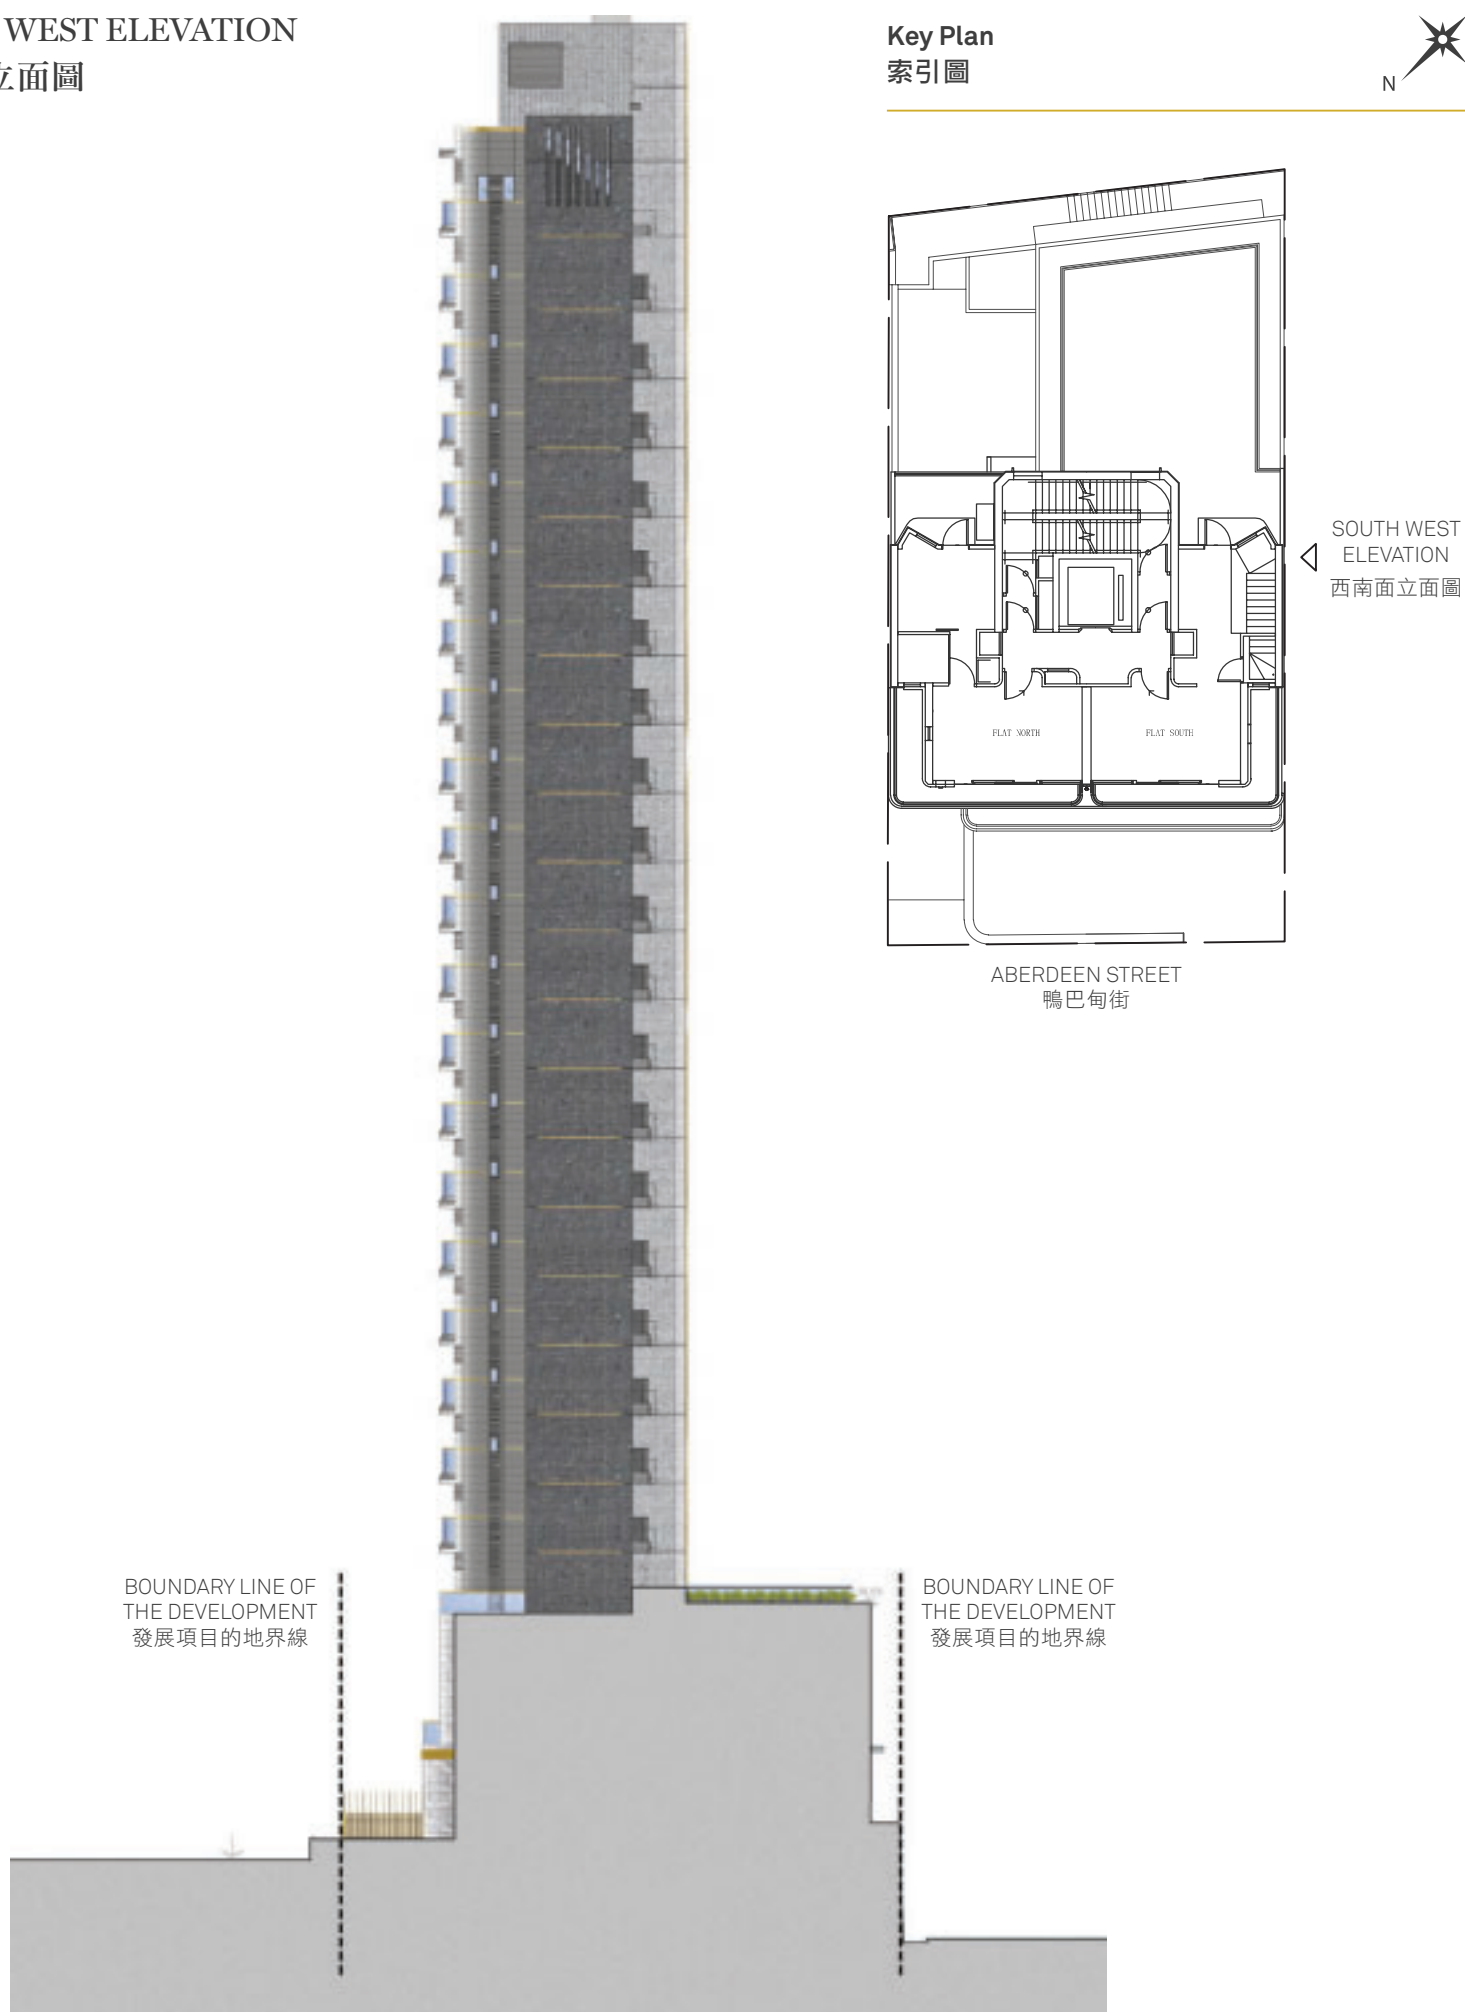 WEST ELEVATION
立面圖
Key Plan
索引圖
N
SOUTH WEST
ELEVATION
西南面立面圖
FLAT NORTH
FLAT SOUTH
ABERDEEN STREET
鴨巴甸街
BOUNDARY LINE OF
THE DEVELOPMENT
發展項目的地界線
BOUNDARY LINE OF
THE DEVELOPMENT
發展項目的地界線